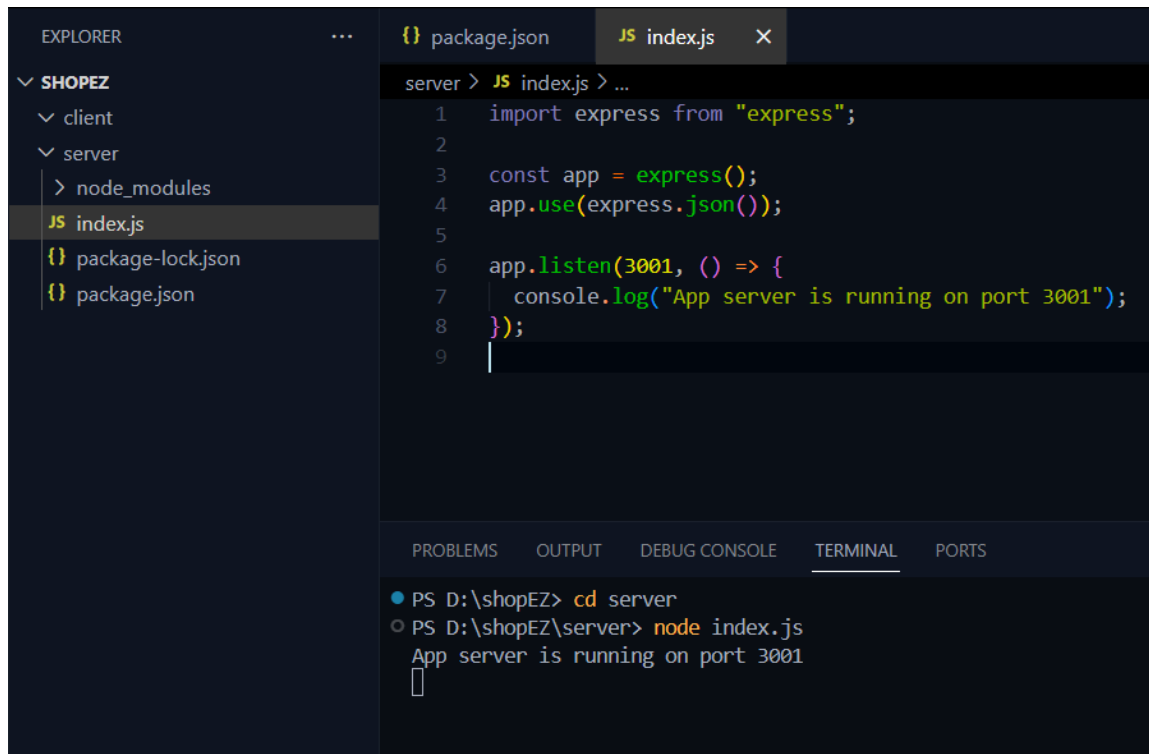 EXPLORER ...
SHOPEZ
client
server
node_modules
JS index.js
{} package-lock.json
{} package.json
{} package.json JS index.js ×
server > JS index.js > ...
1 import express from "express";
2
3 const app = express();
4 app.use(express.json());
5
6 app.listen(3001, () => {
7 console.log("App server is running on port 3001");
8 });
9
PROBLEMS OUTPUT DEBUG CONSOLE TERMINAL PORTS
PS D:\shopEZ> cd server
PS D:\shopEZ\server> node index.js
App server is running on port 3001